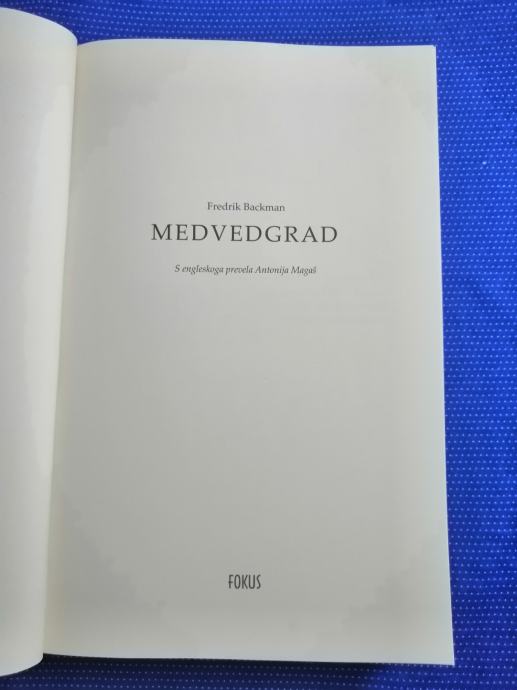 Fredrik Backman
MEDVEDGRAD
S engleskoga prevela Antonija Magaš
FOKUS